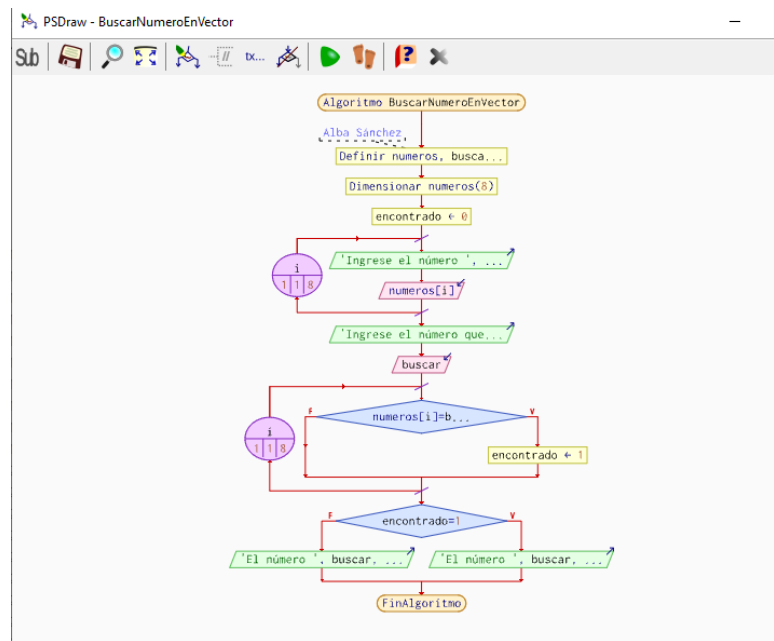 PSDraw - BuscarNumeroEnVector
Sub // tx... ?
Algoritmo BuscarNumeroEnVector
Alba Sánchez
Definir numeros, busca...
Dimensionar numeros(8)
encontrado ← 0
'Ingrese el número ', ...
i
1 1 8
numeros[i]
'Ingrese el número que...
buscar
F numeros[i]=b... V
i
1 1 8
encontrado ← 1
F encontrado=1 V
'El número ', buscar, ... 'El número ', buscar, ...
FinAlgoritmo